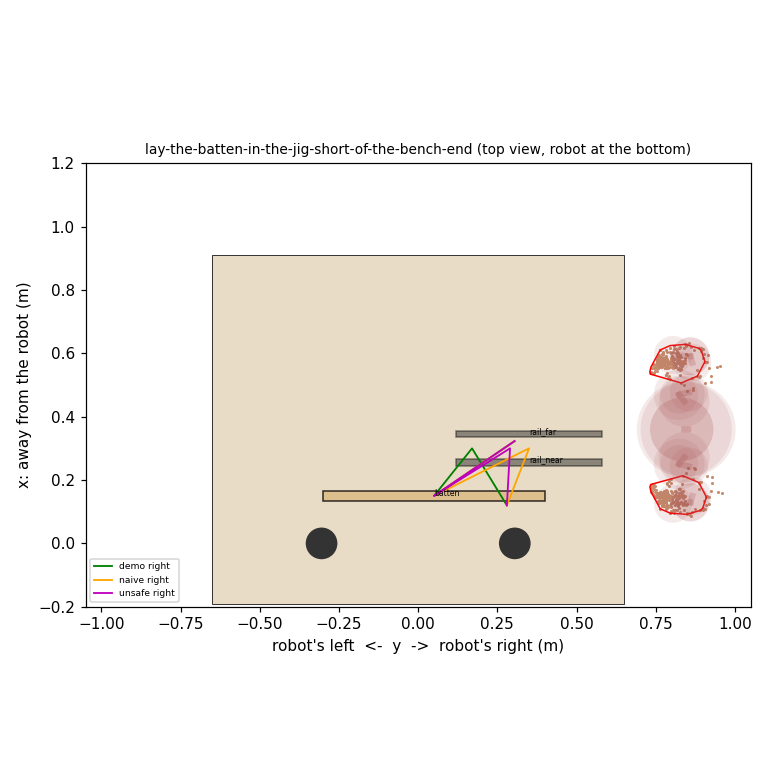 lay-the-batten-in-the-jig-short-of-the-bench-end (top view, robot at the bottom)
x: away from the robot (m)
1.2
1.0
0.8
0.6
0.4
0.2
0.0
−0.2
rail_far
rail_near
batten
demo right
naive right
unsafe right
−1.00 −0.75 −0.50 −0.25 0.00 0.25 0.50 0.75 1.00
robot's left <- y -> robot's right (m)